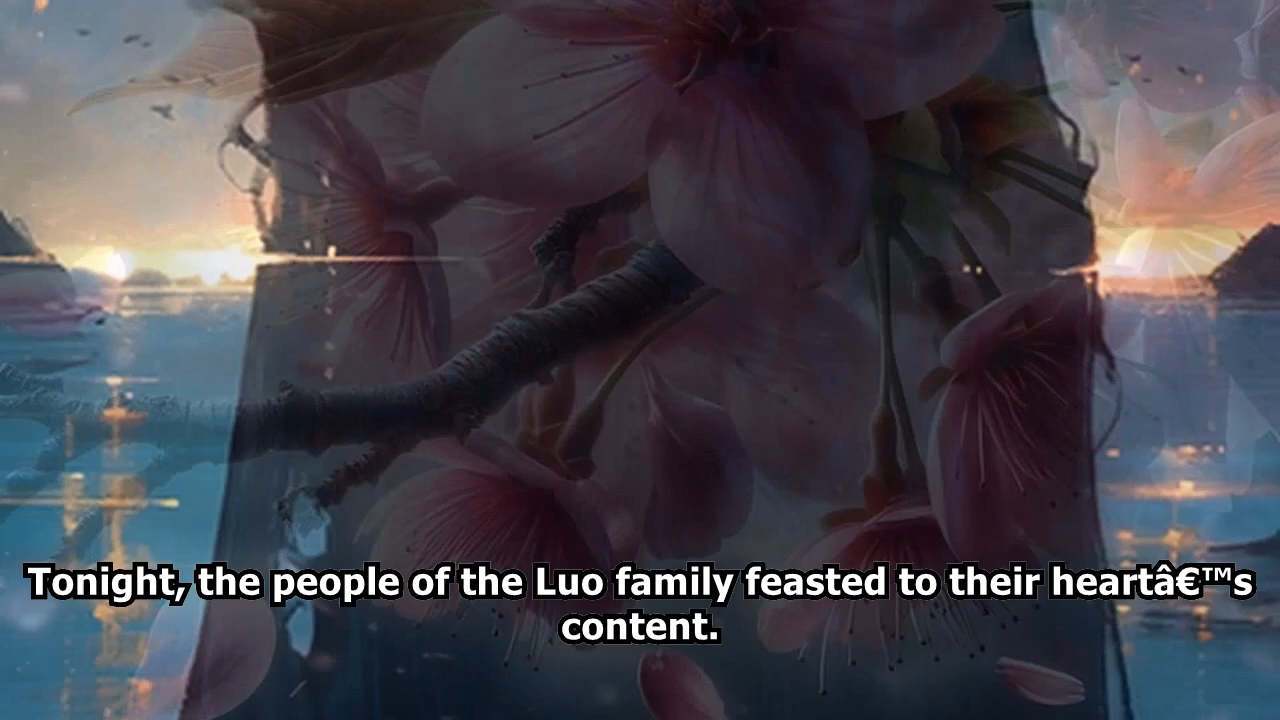 Tonight, the people of the Luo family feasted to their heartâ€™s
content.